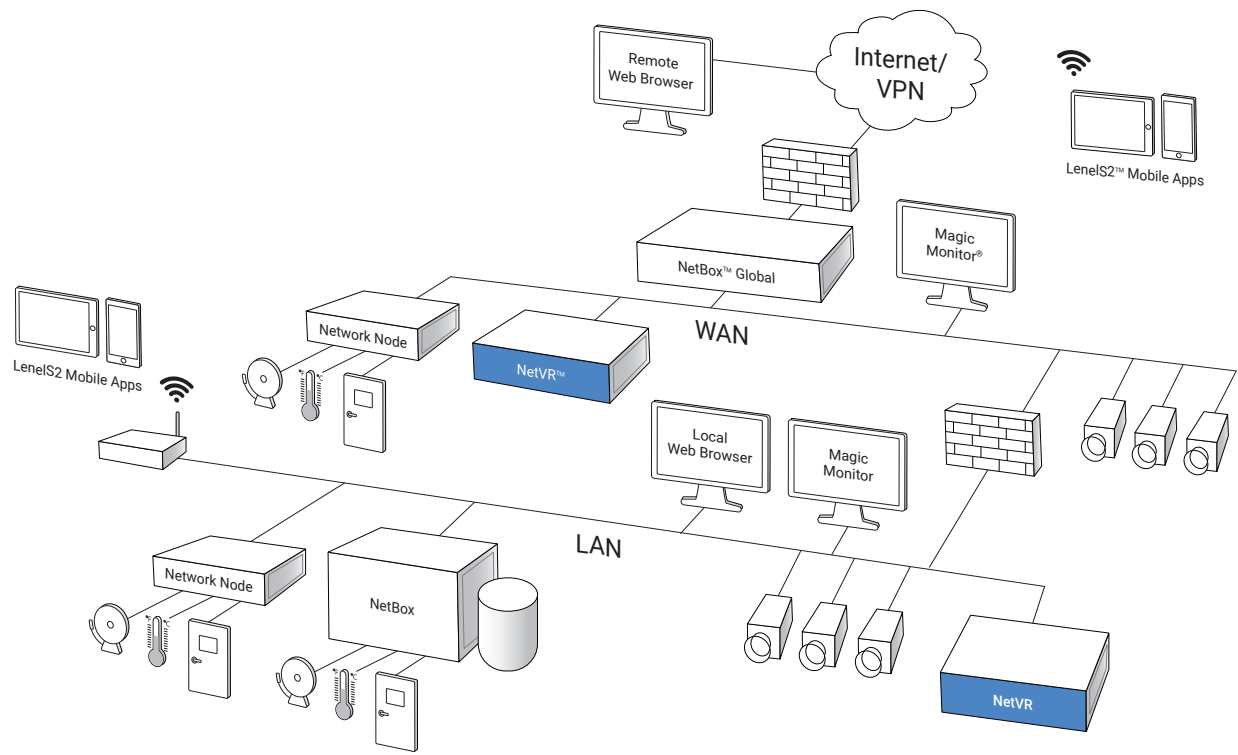 Remote
Web Browser
Internet/
VPN
LenelS2™ Mobile Apps
Magic
Monitor®
NetBox™ Global
WAN
Network Node
°F
°C
NetVR™
LenelS2 Mobile Apps
Local
Web Browser
Magic
Monitor
LAN
Network Node
°F
°C
NetBox
°F
°C
NetVR